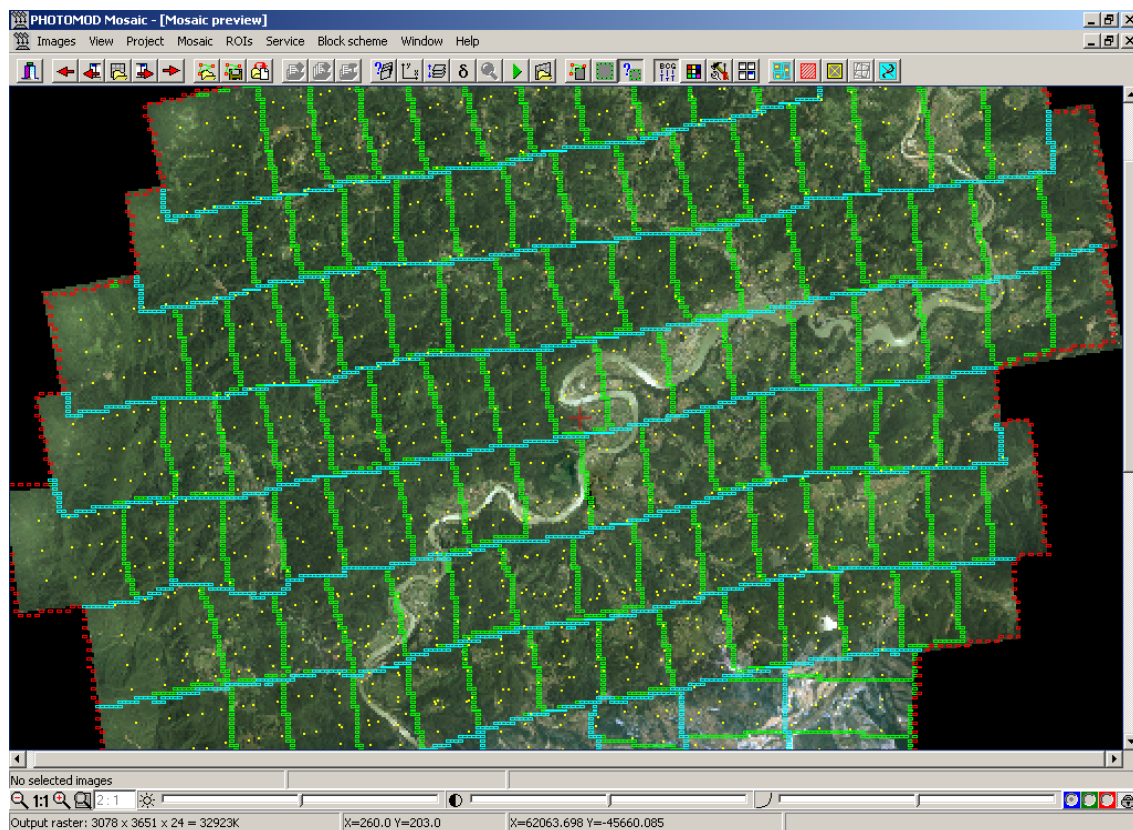 PHOTOMOD Mosaic - [Mosaic preview]
Images View Project Mosaic ROIs Service Block scheme Window Help
δ
BCG
No selected images
1:1 2 : 1
Output raster: 3078 x 3651 x 24 = 32923K X=260.0 Y=203.0 X=62063.698 Y=-45660.085